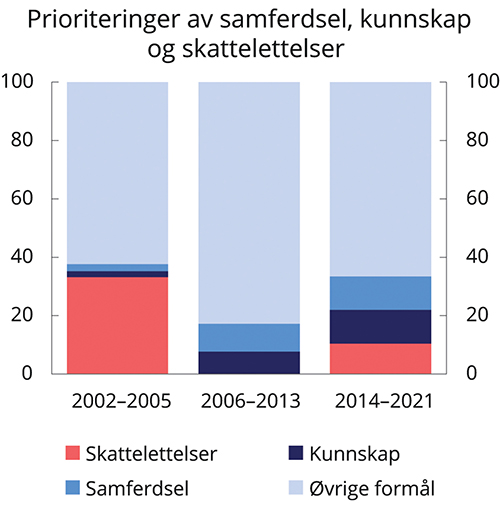 Prioriteringer av samferdsel, kunnskap
og skattelettelser
100 100
80 80
60 60
40 40
20 20
0 0
2002–2005 2006–2013 2014–2021
Skattelettelser Kunnskap
Samferdsel Øvrige formål